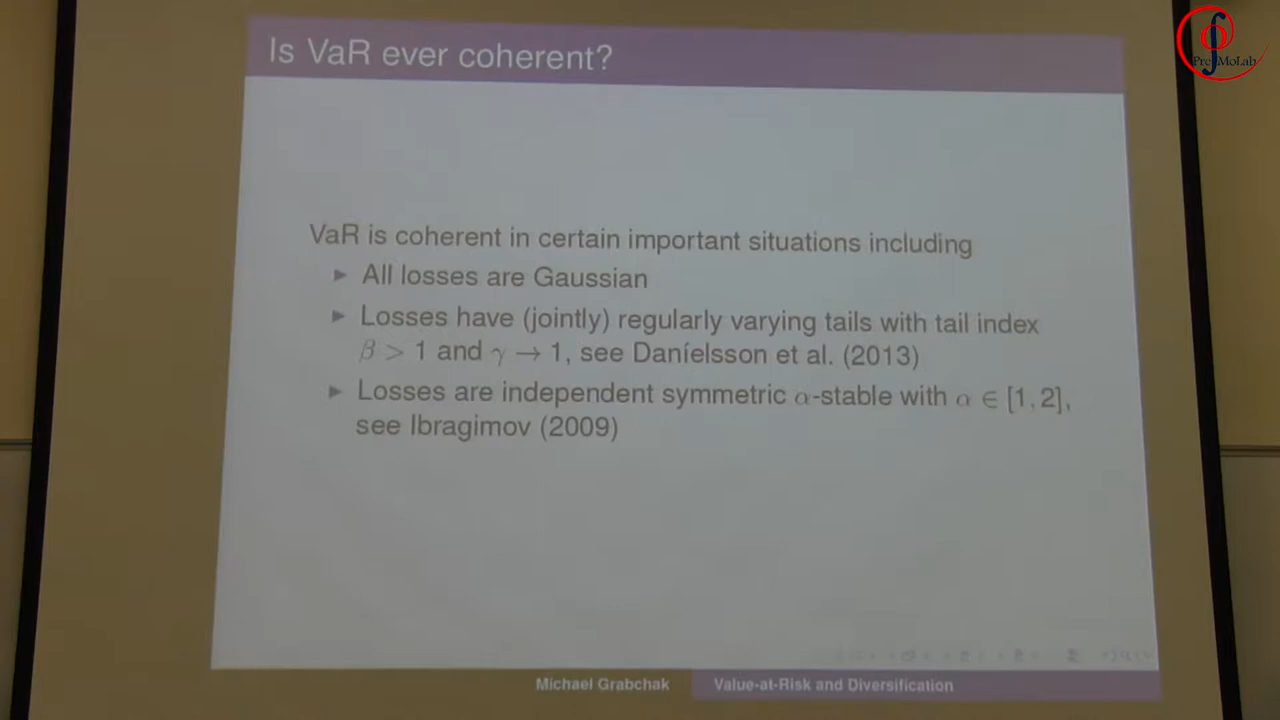 Is VaR ever coherent?
PreMoLab
VaR is coherent in certain important situations including
All losses are Gaussian
Losses have (jointly) regularly varying tails with tail index
β > 1 and γ → 1, see Daníelsson et al. (2013)
Losses are independent symmetric α-stable with α ∈ [1, 2],
see Ibragimov (2009)
Michael Grabchak
Value-at-Risk and Diversification